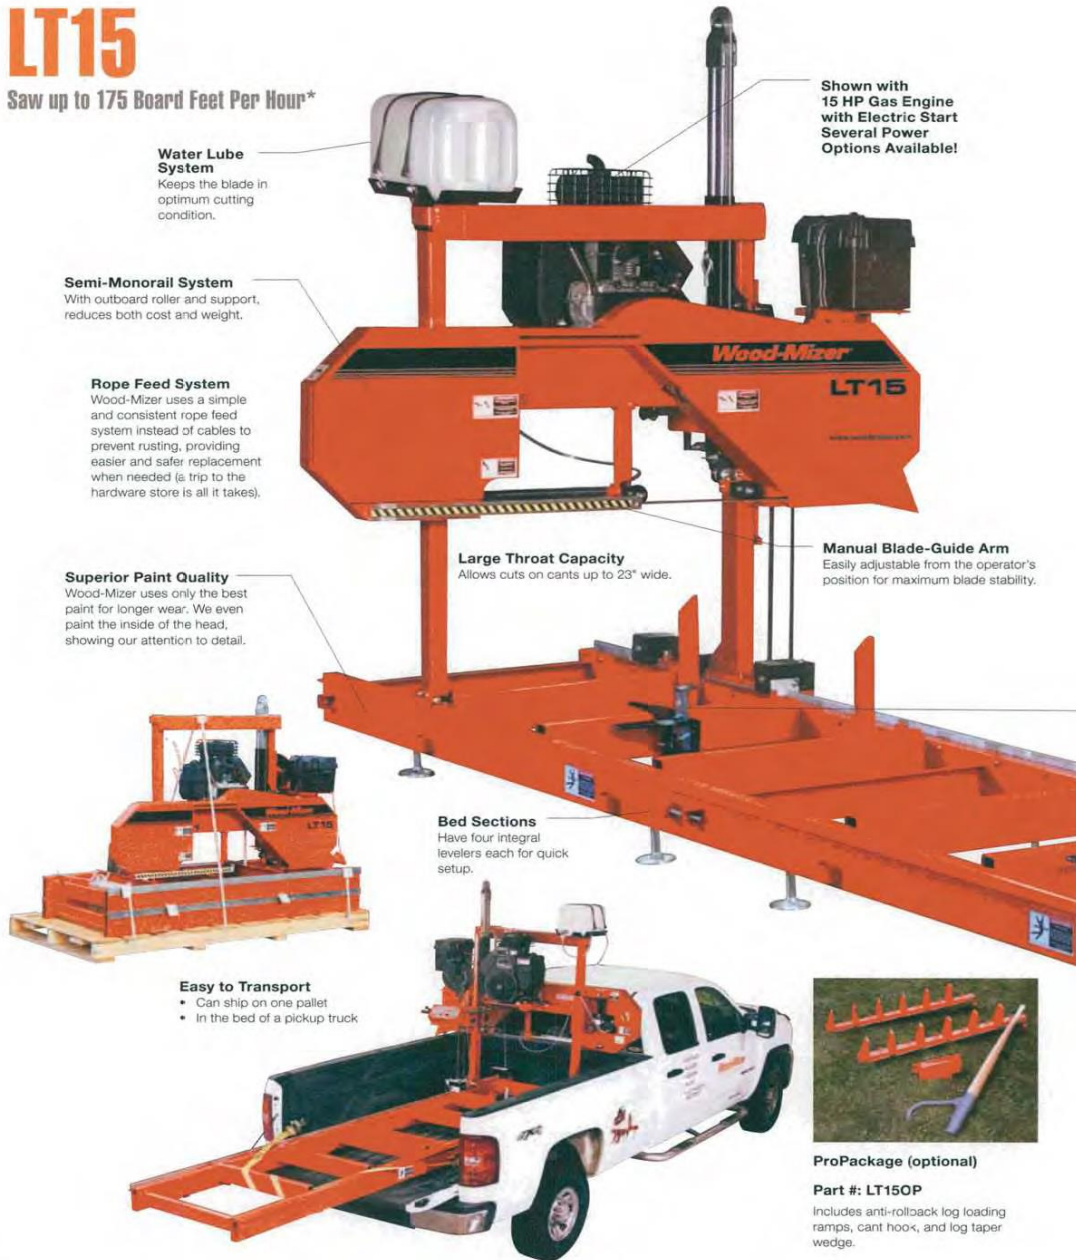 LT15
Saw up to 175 Board Feet Per Hour*
Shown with
15 HP Gas Engine
with Electric Start
Several Power
Options Available!
Water Lube
System
Keeps the blade in
optimum cutting
condition.
Semi-Monorail System
With outboard roller and support,
reduces both cost and weight.
Wood-Mizer
LT15
Rope Feed System
Wood-Mizer uses a simple
and consistent rope feed
system instead of cables to
prevent rusting, providing
easier and safer replacement
when needed (a trip to the
hardware store is all it takes).
Large Throat Capacity
Allows cuts on cants up to 23" wide.
Manual Blade-Guide Arm
Easily adjustable from the operator's
position for maximum blade stability.
Superior Paint Quality
Wood-Mizer uses only the best
paint for longer wear. We even
paint the inside of the head,
showing our attention to detail.
Wood-Mizer
LT15
Bed Sections
Have four integral
levelers each for quick
setup.
Easy to Transport
• Can ship on one pallet
• In the bed of a pickup truck
ProPackage (optional)
Part #: LT15OP
Includes anti-rollback log loading
ramps, cant hook, and log taper
wedge.